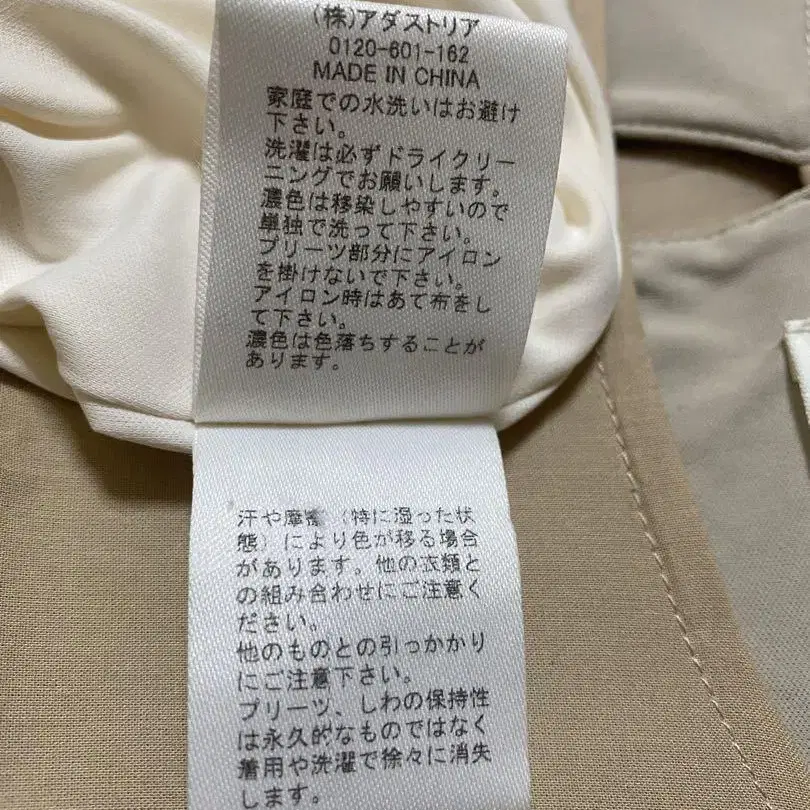 (株)アダストリア
0120-601-162
MADE IN CHINA
家庭での水洗いはお避け
下さい。
洗濯は必ずドライクリー
ニングでお願いします。
濃色は移染しやすいので
単独で洗って下さい。
プリーツ部分にアイロン
を掛けないで下さい。
アイロン時はあて布をし
て下さい。
濃色は色落ちすることが
あります。
汗や摩擦(特に湿った状
態)により色が移る場合
があります。他の衣類と
の組み合わせにご注意く
ださい。
他のものとの引っかかり
にご注意下さい。
プリーツ、しわの保持性
は永久的なものではなく
着用や洗濯で徐々に消失
します。